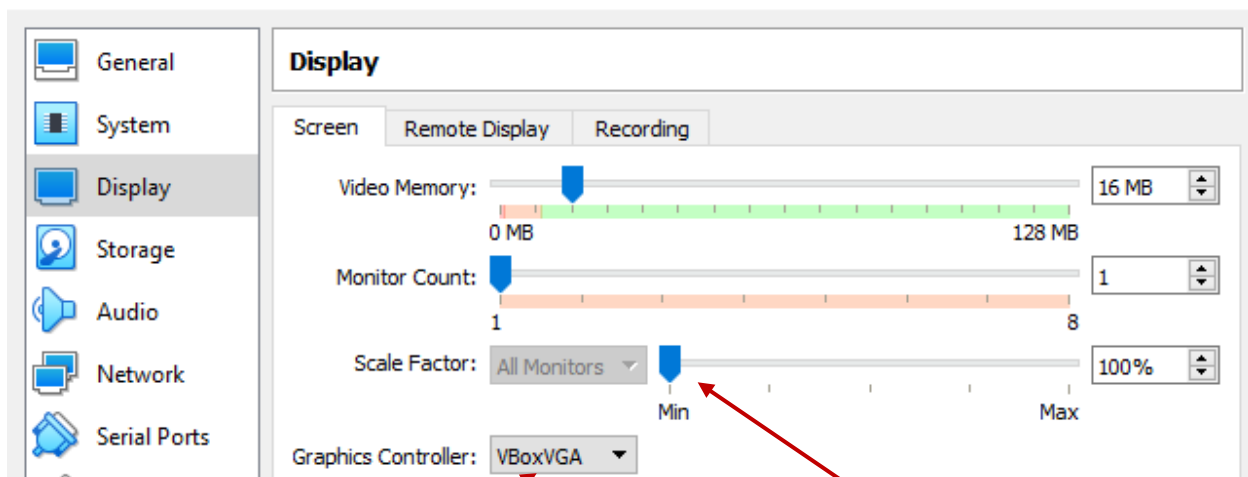 General
System
Display
Storage
Audio
Network
Serial Ports
Display
Screen Remote Display Recording
Video Memory: 16 MB
0 MB 128 MB
Monitor Count: 1
1 8
Scale Factor: All Monitors 100%
Min Max
Graphics Controller: VBoxVGA